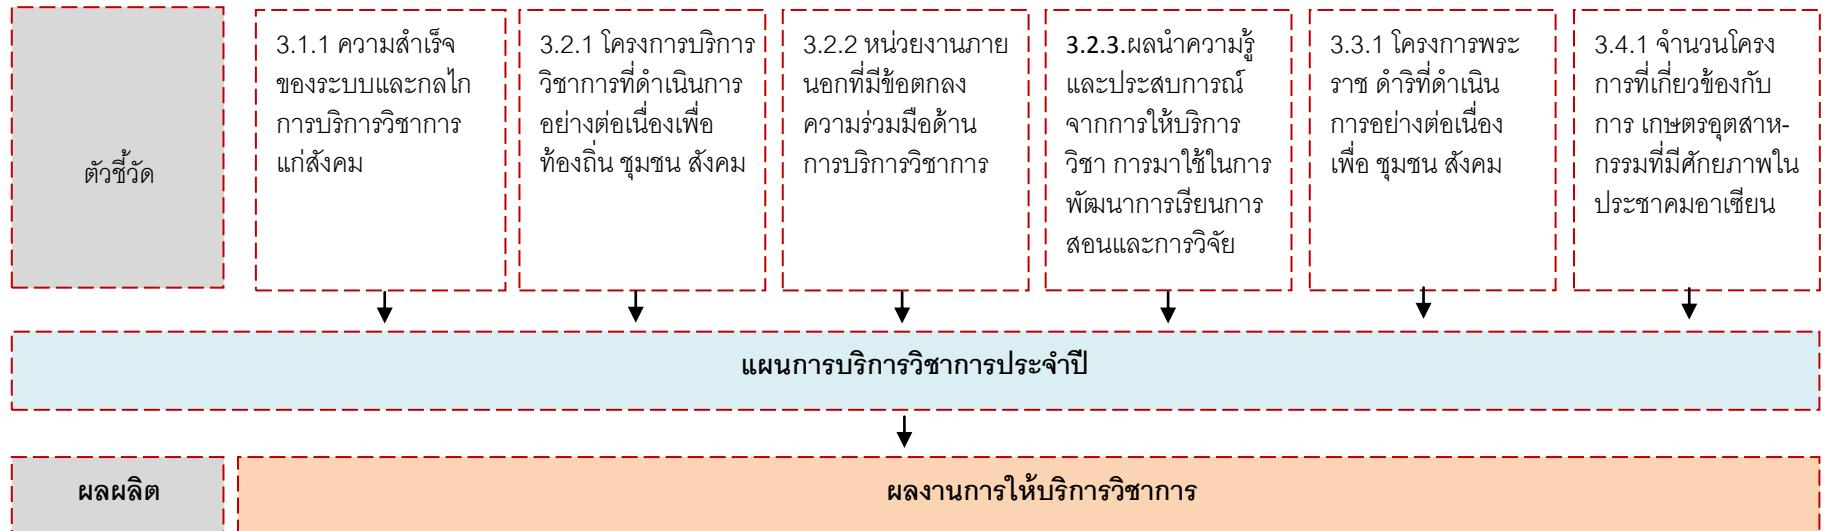 ตัวชี้วัด
3.1.1 ความสำเร็จ
ของระบบและกลไก
การบริการวิชาการ
แก่สังคม
3.2.1 โครงการบริการ
วิชาการที่ดำเนินการ
อย่างต่อเนื่องเพื่อ
ท้องถิ่น ชุมชน สังคม
3.2.2 หน่วยงานภาย
นอกที่มีข้อตกลง
ความร่วมมือด้าน
การบริการวิชาการ
3.2.3.ผลนำความรู้
และประสบการณ์
จากการให้บริการ
วิชา การมาใช้ในการ
พัฒนาการเรียนการ
สอนและการวิจัย
3.3.1 โครงการพระ
ราช ดำริที่ดำเนิน
การอย่างต่อเนื่อง
เพื่อ ชุมชน สังคม
3.4.1 จำนวนโครง
การที่เกี่ยวข้องกับ
การ เกษตรอุตสาห-
กรรมที่มีศักยภาพใน
ประชาคมอาเซียน
แผนการบริการวิชาการประจำปี
ผลผลิต
ผลงานการให้บริการวิชาการ